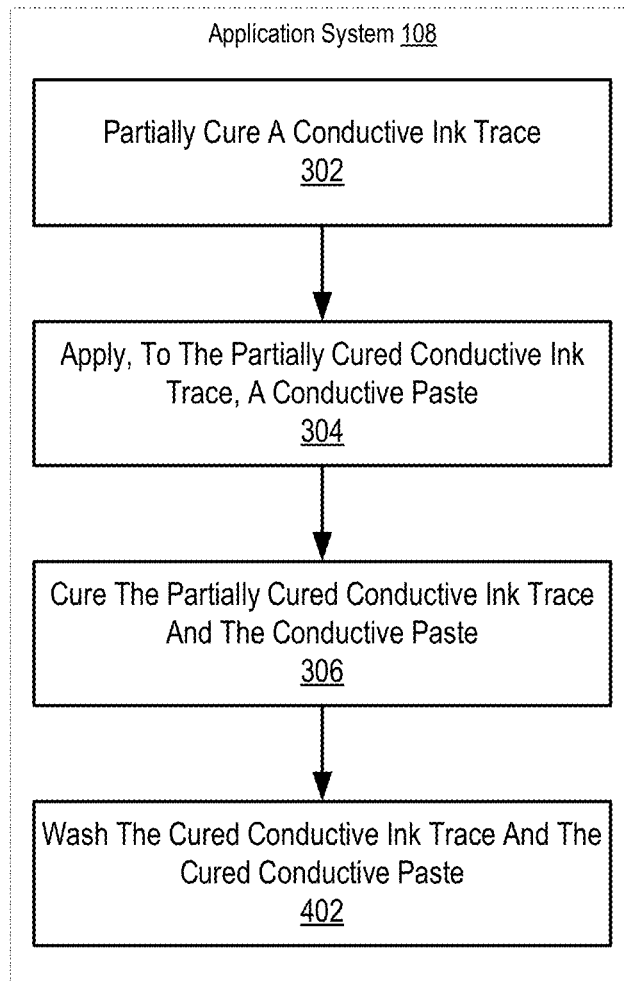 Application System 108
Partially Cure A Conductive Ink Trace
302
Apply, To The Partially Cured Conductive Ink
Trace, A Conductive Paste
304
Cure The Partially Cured Conductive Ink Trace
And The Conductive Paste
306
Wash The Cured Conductive Ink Trace And The
Cured Conductive Paste
402